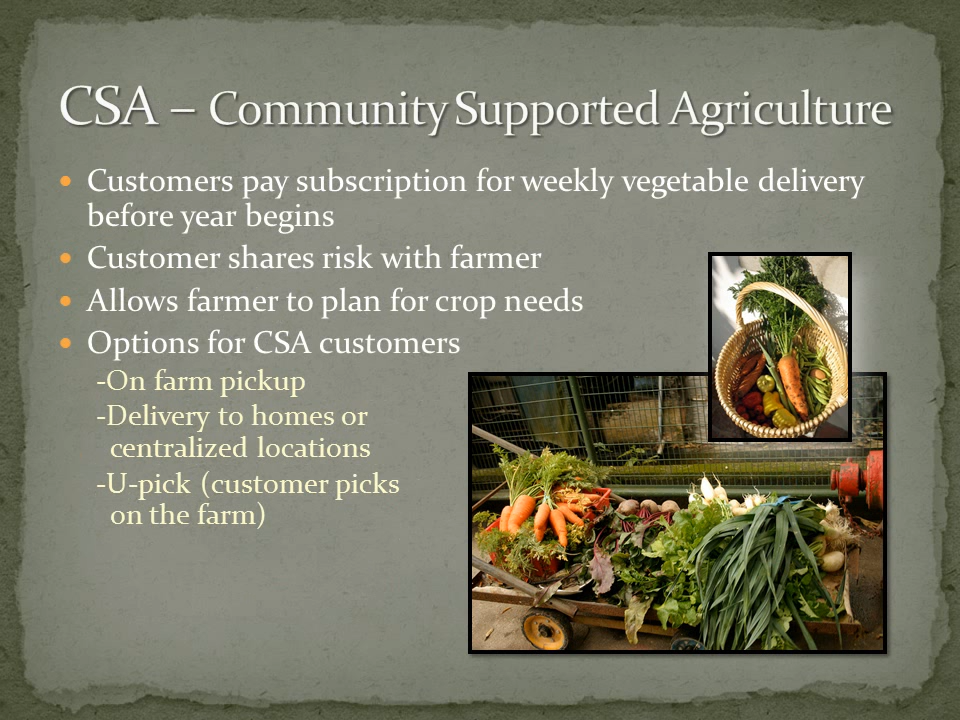 CSA – Community Supported Agriculture
• Customers pay subscription for weekly vegetable delivery
before year begins
• Customer shares risk with farmer
• Allows farmer to plan for crop needs
• Options for CSA customers
-On farm pickup
-Delivery to homes or
centralized locations
-U-pick (customer picks
on the farm)